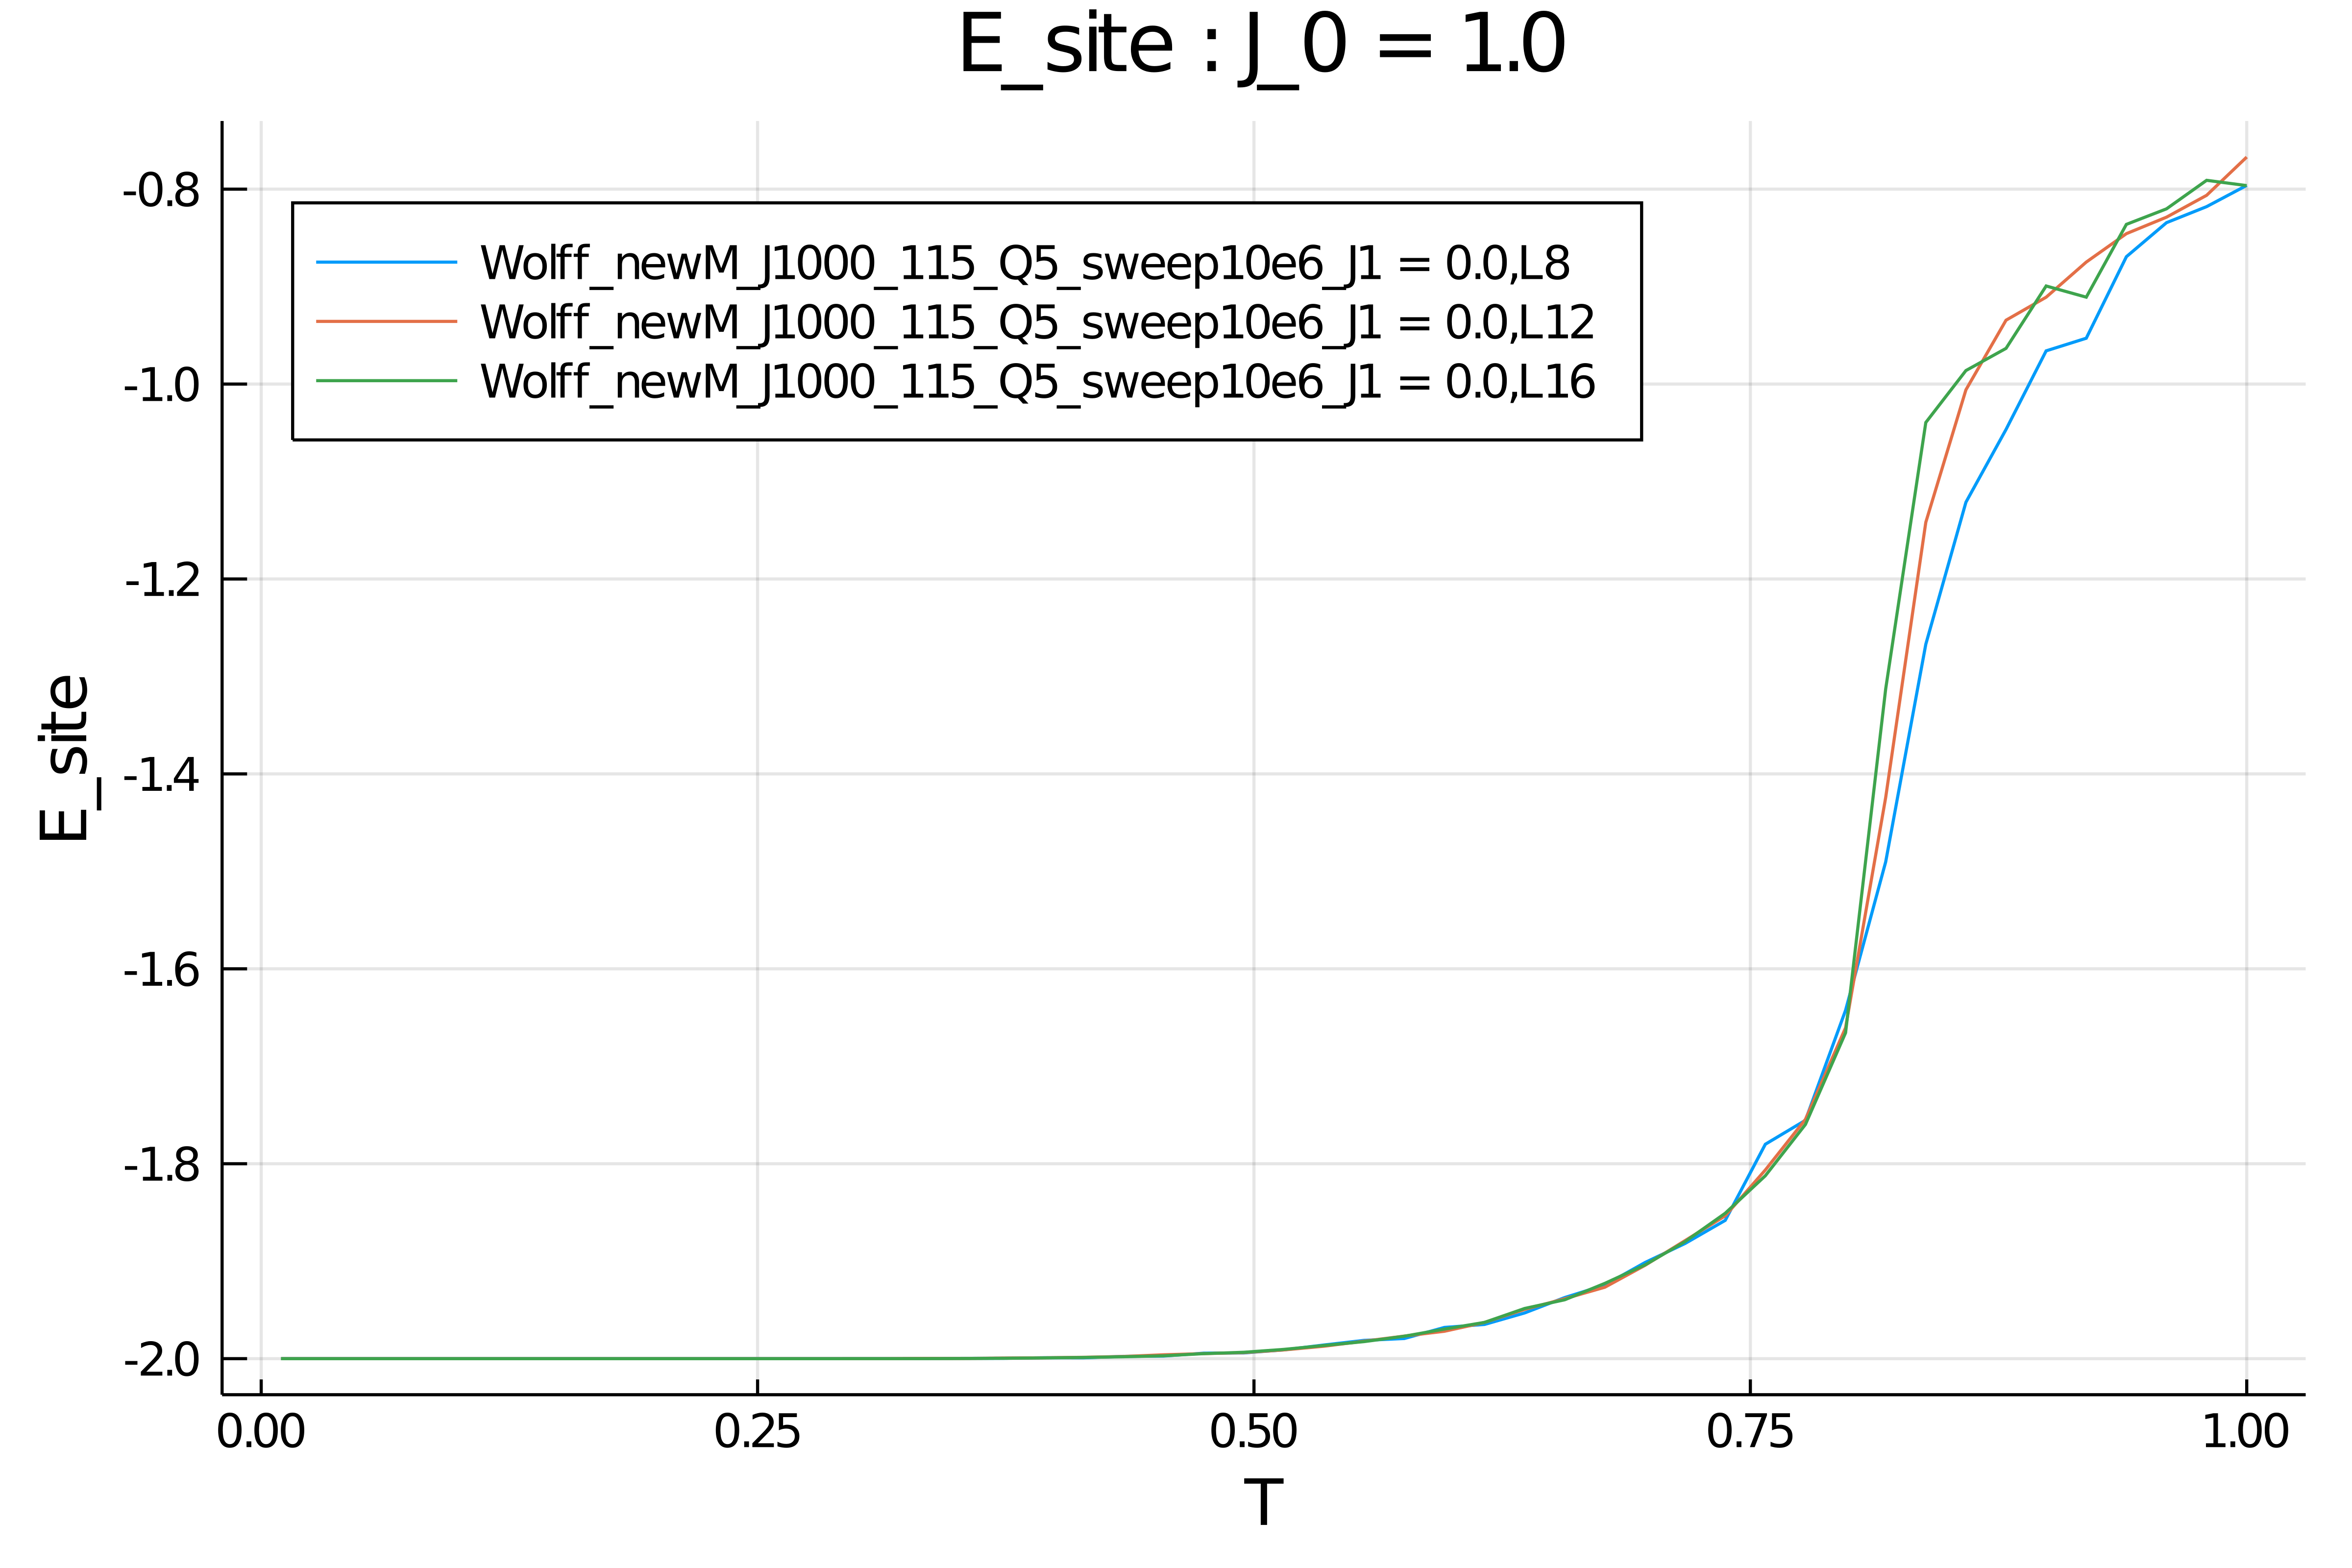 E_site : J_0 = 1.0
Wolff_newM_J1000_115_Q5_sweep10e6_J1 = 0.0,L8
Wolff_newM_J1000_115_Q5_sweep10e6_J1 = 0.0,L12
Wolff_newM_J1000_115_Q5_sweep10e6_J1 = 0.0,L16
E_site
-0.8
-1.0
-1.2
-1.4
-1.6
-1.8
-2.0
0.00 0.25 0.50 0.75 1.00
T